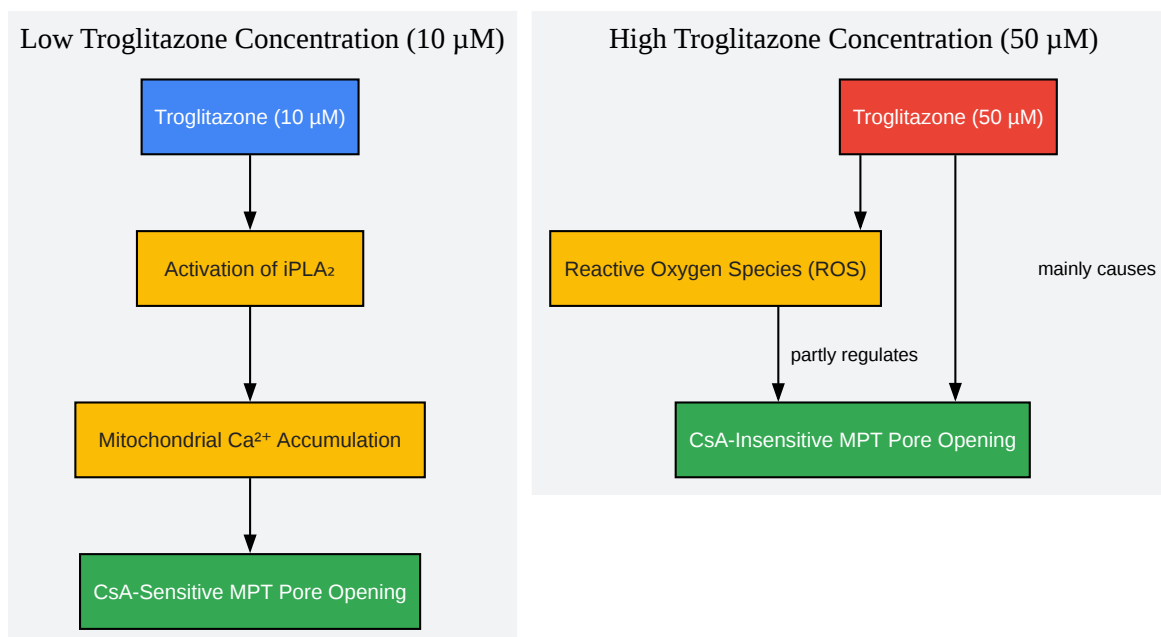 Low Troglitazone Concentration (10 µM)
Troglitazone (10 µM)
Activation of iPLA₂
Mitochondrial Ca²⁺ Accumulation
CsA-Sensitive MPT Pore Opening
High Troglitazone Concentration (50 µM)
Troglitazone (50 µM)
Reactive Oxygen Species (ROS)
mainly causes
partly regulates
CsA-Insensitive MPT Pore Opening